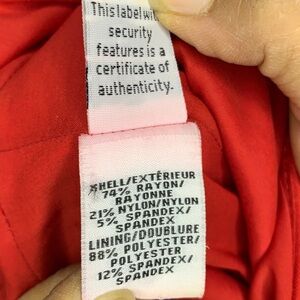 This label with
security
features is a
certificate of
authenticity.
SHELL/EXTÉRIEUR
74% RAYON/
RAYONNE
21% NYLON/NYLON
5% SPANDEX/
SPANDEX
LINING/DOUBLURE
88% POLYESTER/
POLYESTER
12% SPANDEX/
SPANDEX